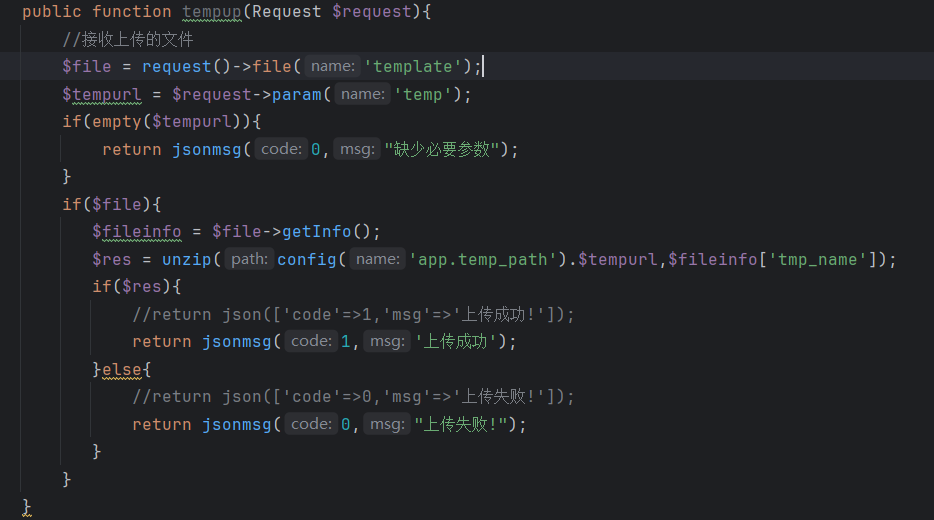 public function tempup(Request $request){
//接收上传的文件
$file = request()->file( name: 'template');
$tempurl = $request->param( name: 'temp');
if(empty($tempurl)){
return jsonmsg( code: 0, msg: "缺少必要参数");
}
if($file){
$fileinfo = $file->getInfo();
$res = unzip( path: config( name: 'app.temp_path').$tempurl,$fileinfo['tmp_name']);
if($res){
//return json(['code'=>1,'msg'=>'上传成功!']);
return jsonmsg( code: 1, msg: '上传成功');
}else{
//return json(['code'=>0,'msg'=>'上传失败!']);
return jsonmsg( code: 0, msg: "上传失败!");
}
}
}